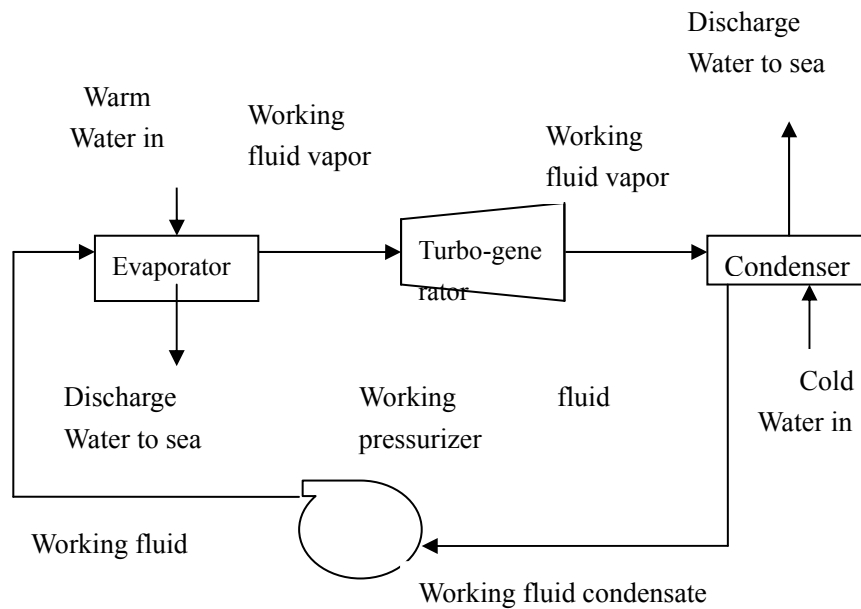 Discharge
Water to sea
Warm
Water in
Working
fluid vapor
Working
fluid vapor
Evaporator
Turbo-gene
rator
Condenser
Discharge
Water to sea
Working fluid
pressurizer
Cold
Water in
Working fluid
Working fluid condensate